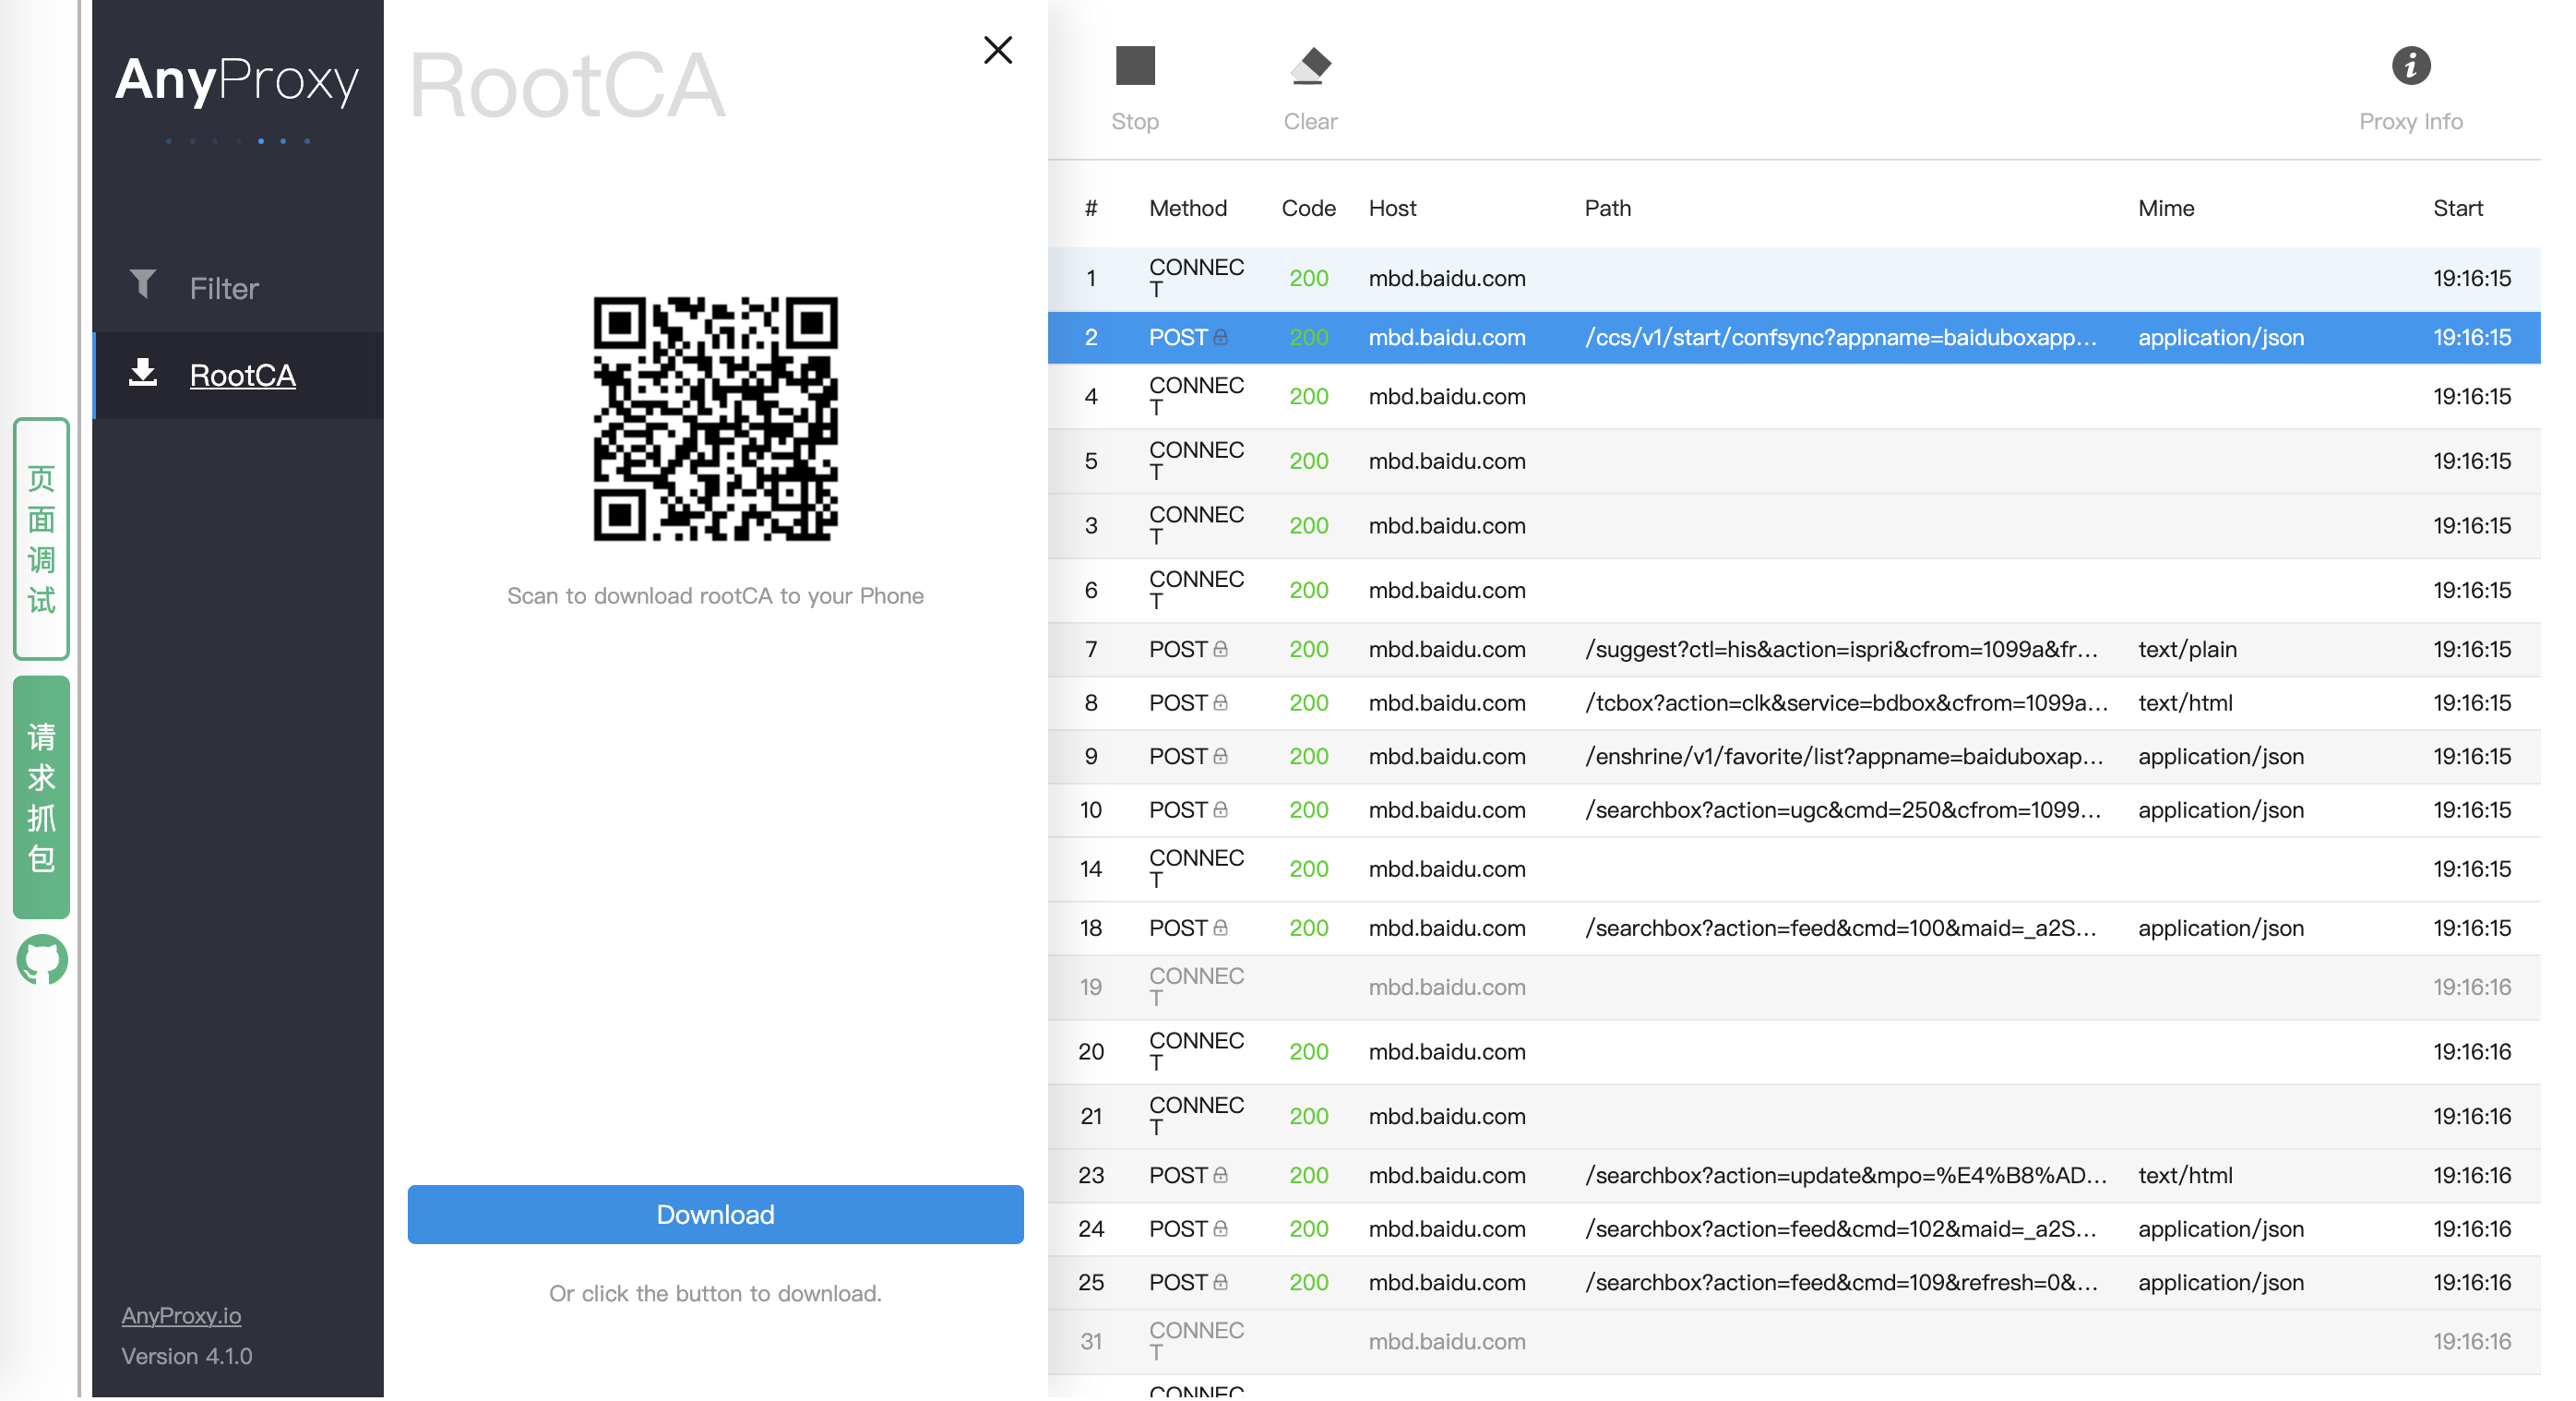 页面调试
请求抓包
AnyProxy
Filter
RootCA
AnyProxy.io
Version 4.1.0
RootCA
Scan to download rootCA to your Phone
Download
Or click the button to download.
Stop
Clear
Proxy Info
# Method Code Host Path Mime Start
1 CONNECT 200 mbd.baidu.com 19:16:15
2 POST 200 mbd.baidu.com /ccs/v1/start/confsync?appname=baiduboxapp... application/json 19:16:15
4 CONNECT 200 mbd.baidu.com 19:16:15
5 CONNECT 200 mbd.baidu.com 19:16:15
3 CONNECT 200 mbd.baidu.com 19:16:15
6 CONNECT 200 mbd.baidu.com 19:16:15
7 POST 200 mbd.baidu.com /suggest?ctl=his&action=ispri&cfrom=1099a&fr... text/plain 19:16:15
8 POST 200 mbd.baidu.com /tcbox?action=clk&service=bdbox&cfrom=1099a... text/html 19:16:15
9 POST 200 mbd.baidu.com /enshrine/v1/favorite/list?appname=baiduboxap... application/json 19:16:15
10 POST 200 mbd.baidu.com /searchbox?action=ugc&cmd=250&cfrom=1099... application/json 19:16:15
14 CONNECT 200 mbd.baidu.com 19:16:15
18 POST 200 mbd.baidu.com /searchbox?action=feed&cmd=100&maid=_a2S... application/json 19:16:15
19 CONNECT mbd.baidu.com 19:16:16
20 CONNECT 200 mbd.baidu.com 19:16:16
21 CONNECT 200 mbd.baidu.com 19:16:16
23 POST 200 mbd.baidu.com /searchbox?action=update&mpo=%E4%B8%AD... text/html 19:16:16
24 POST 200 mbd.baidu.com /searchbox?action=feed&cmd=102&maid=_a2S... application/json 19:16:16
25 POST 200 mbd.baidu.com /searchbox?action=feed&cmd=109&refresh=0&... application/json 19:16:16
31 CONNECT mbd.baidu.com 19:16:16
CONNEC